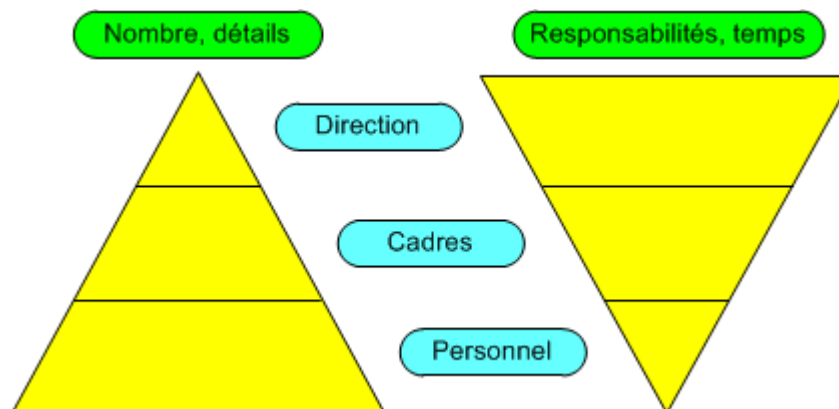 Nombre, détails
Responsabilités, temps
Direction
Cadres
Personnel